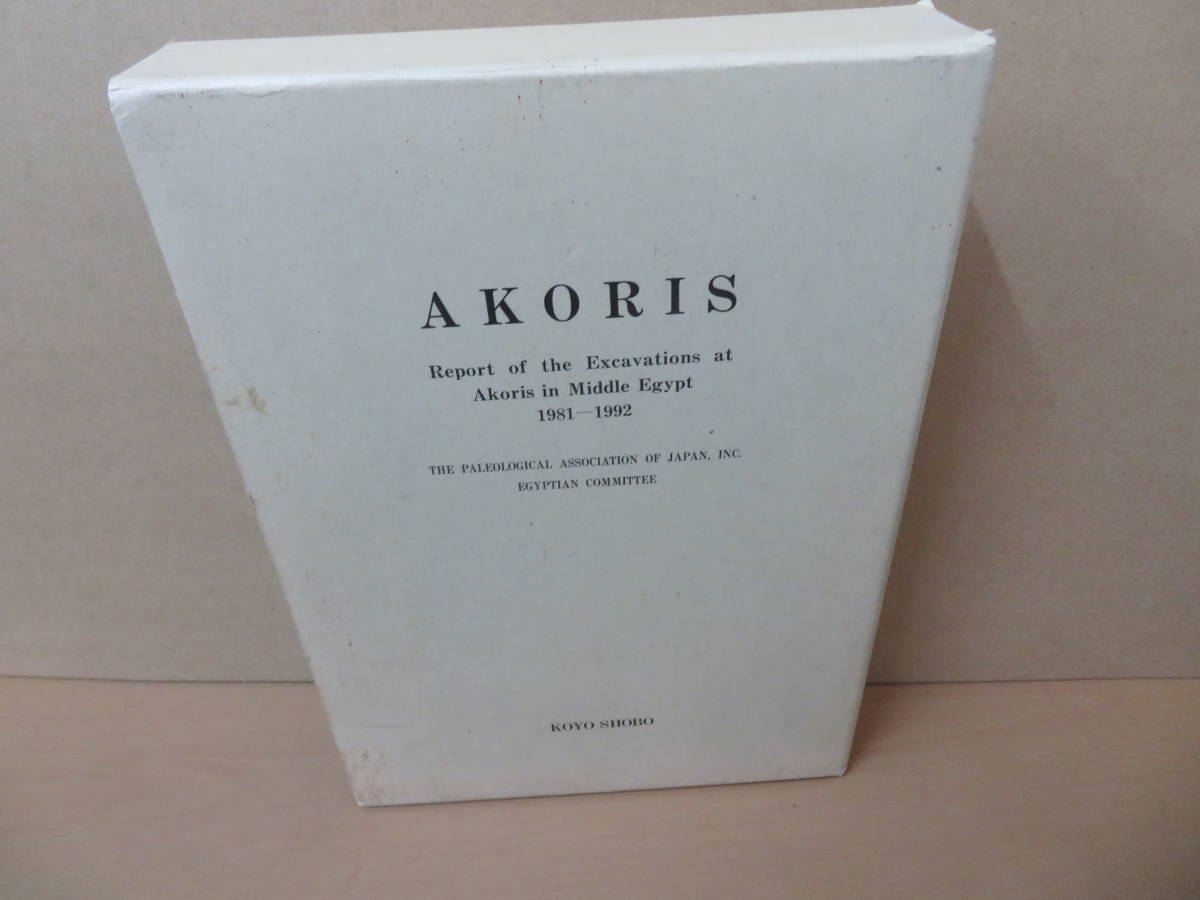 AKORIS
Report of the Excavations at
Akoris in Middle Egypt
1981—1992
THE PALEOLOGICAL ASSOCIATION OF JAPAN, INC.
EGYPTIAN COMMITTEE
KOYO SHOBO